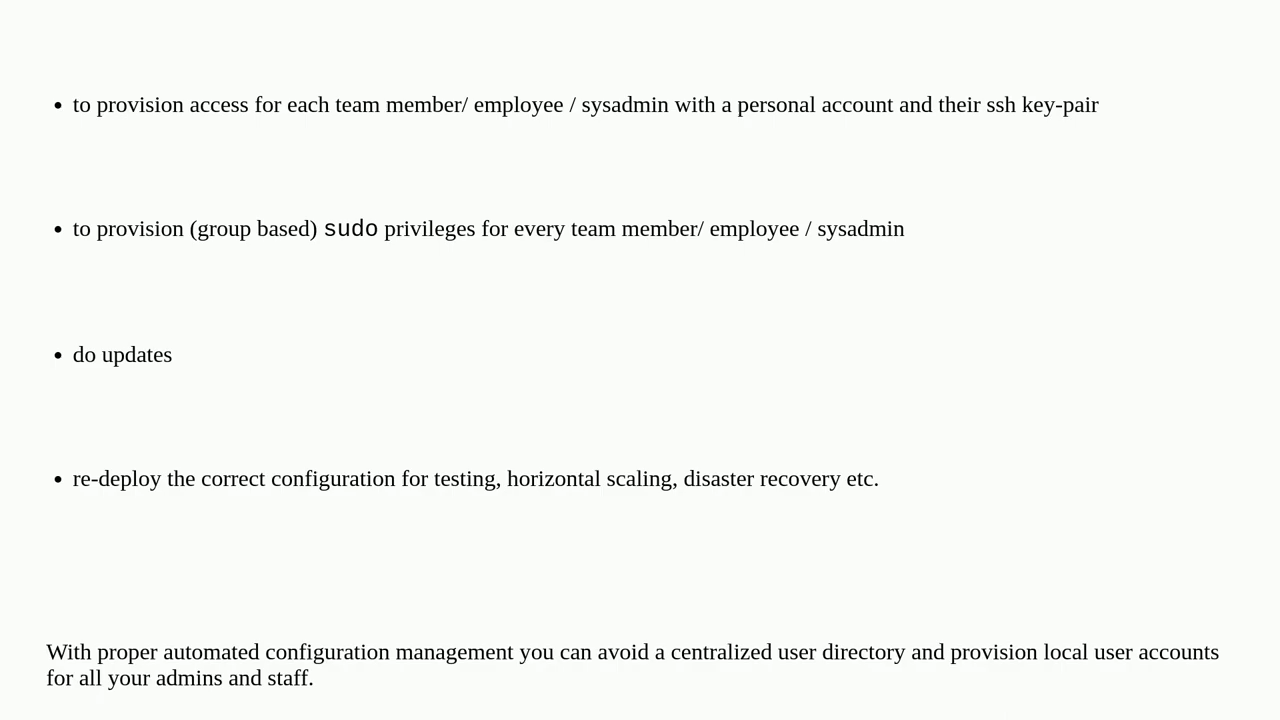 • to provision access for each team member/ employee / sysadmin with a personal account and their ssh key-pair
• to provision (group based) sudo privileges for every team member/ employee / sysadmin
• do updates
• re-deploy the correct configuration for testing, horizontal scaling, disaster recovery etc.
With proper automated configuration management you can avoid a centralized user directory and provision local user accounts
for all your admins and staff.